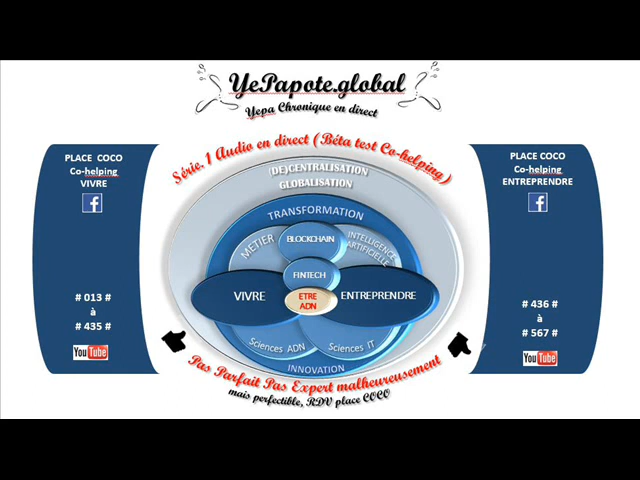 YePapote.global
Yepa Chronique en direct
Série, 1 Audio en direct (Béta test Co-helping)
(DE)CENTRALISATION
GLOBALISATION
TRANSFORMATION
METIER
BLOCKCHAIN
INTELLIGENCE
ARTIFICIELLE
FINTECH
VIVRE
ETRE
ADN
ENTREPRENDRE
Sciences ADN
Sciences IT
INNOVATION
Pas Parfait Pas Expert malheureusement
mais perfectible, RDV place COCO
PLACE COCO
Co-helping
VIVRE
f
# 013 #
à
# 435 #
YouTube
PLACE COCO
Co-helping
ENTREPRENDRE
f
# 436 #
à
# 567 #
YouTube